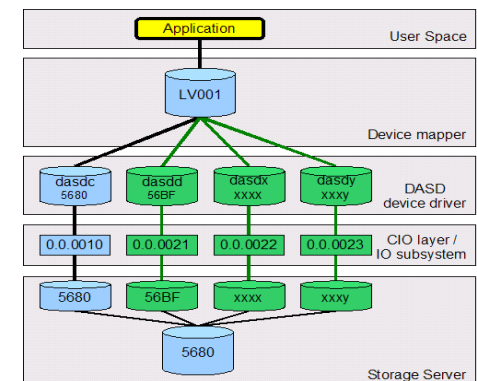 Application
User Space
LV001
Device mapper
dasdc dasdd dasdx dasdy
5680 56BF xxxx xxxy
DASD
device driver
0.0.0010 0.0.0021 0.0.0022 0.0.0023
CIO layer /
IO subsystem
5680 56BF xxxx xxxy
5680
Storage Server